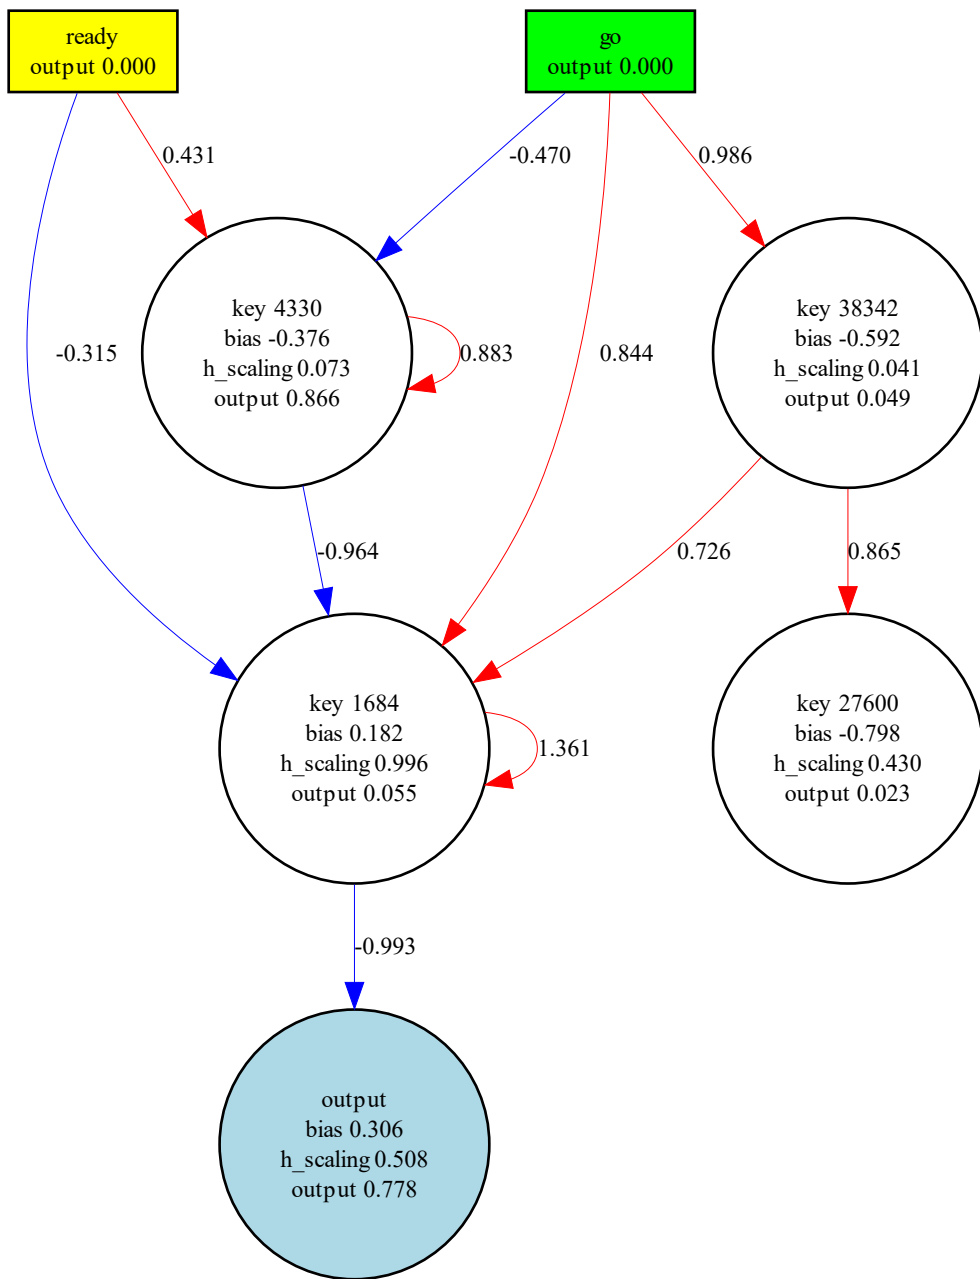 ready
output 0.000
go
output 0.000
0.431
-0.470
0.986
-0.315
key 4330
bias -0.376
h_scaling 0.073
output 0.866
0.883
0.844
key 38342
bias -0.592
h_scaling 0.041
output 0.049
-0.964
0.726
0.865
key 1684
bias 0.182
h_scaling 0.996
output 0.055
1.361
key 27600
bias -0.798
h_scaling 0.430
output 0.023
-0.993
output
bias 0.306
h_scaling 0.508
output 0.778